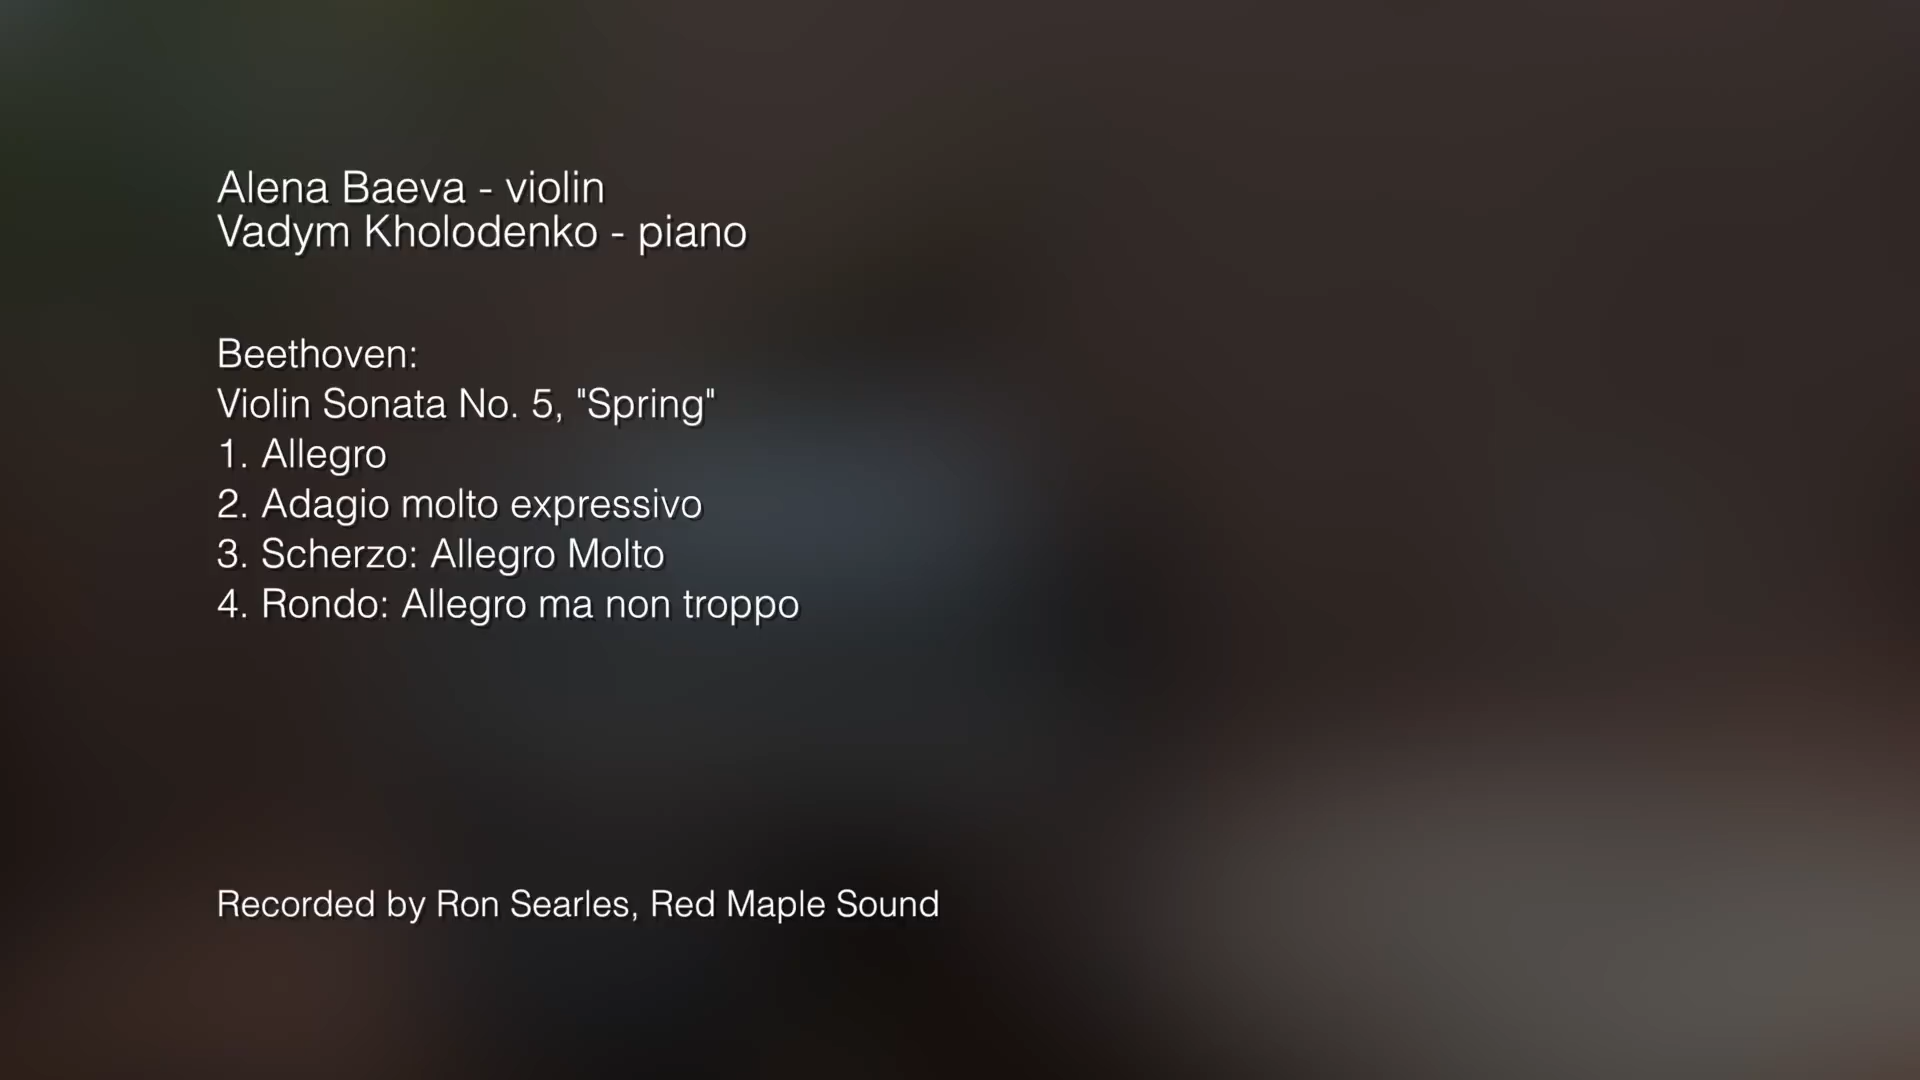 Alena Baeva - violin
Vadym Kholodenko - piano
Beethoven:
Violin Sonata No. 5, "Spring"
1. Allegro
2. Adagio molto expressivo
3. Scherzo: Allegro Molto
4. Rondo: Allegro ma non troppo
Recorded by Ron Searles, Red Maple Sound